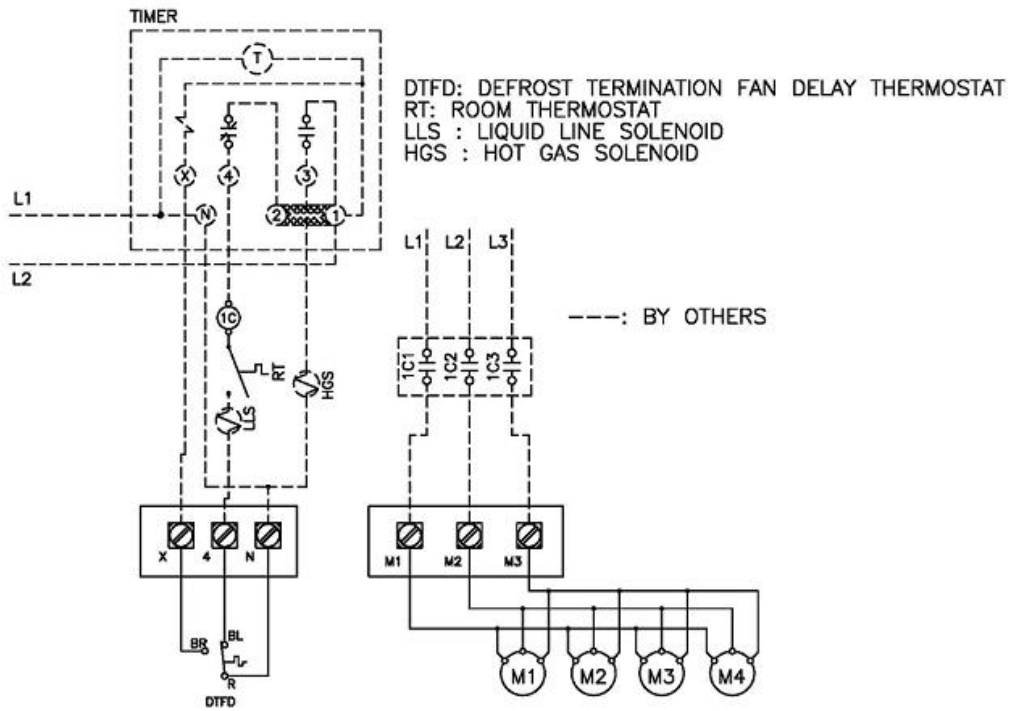 TIMER
T
DTFD: DEFROST TERMINATION FAN DELAY THERMOSTAT
RT: ROOM THERMOSTAT
LLS : LIQUID LINE SOLENOID
HGS : HOT GAS SOLENOID
X
4
3
L1
N
2
1
L2
L1
L2
L3
1C
----: BY OTHERS
1C1
1C2
1C3
RT
HGS
LLS
X
4
N
M1
M2
M3
BR
BL
R
DTFD
M1
M2
M3
M4